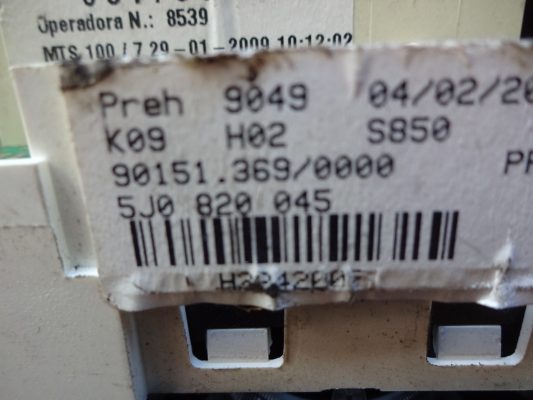 Operadora N.: 8539
MTS 100 / 7 29-01-2009 10:12:02
Preh 9049 04/02/20
K09 H02 S850
90151.369/0000
5J0 820 045